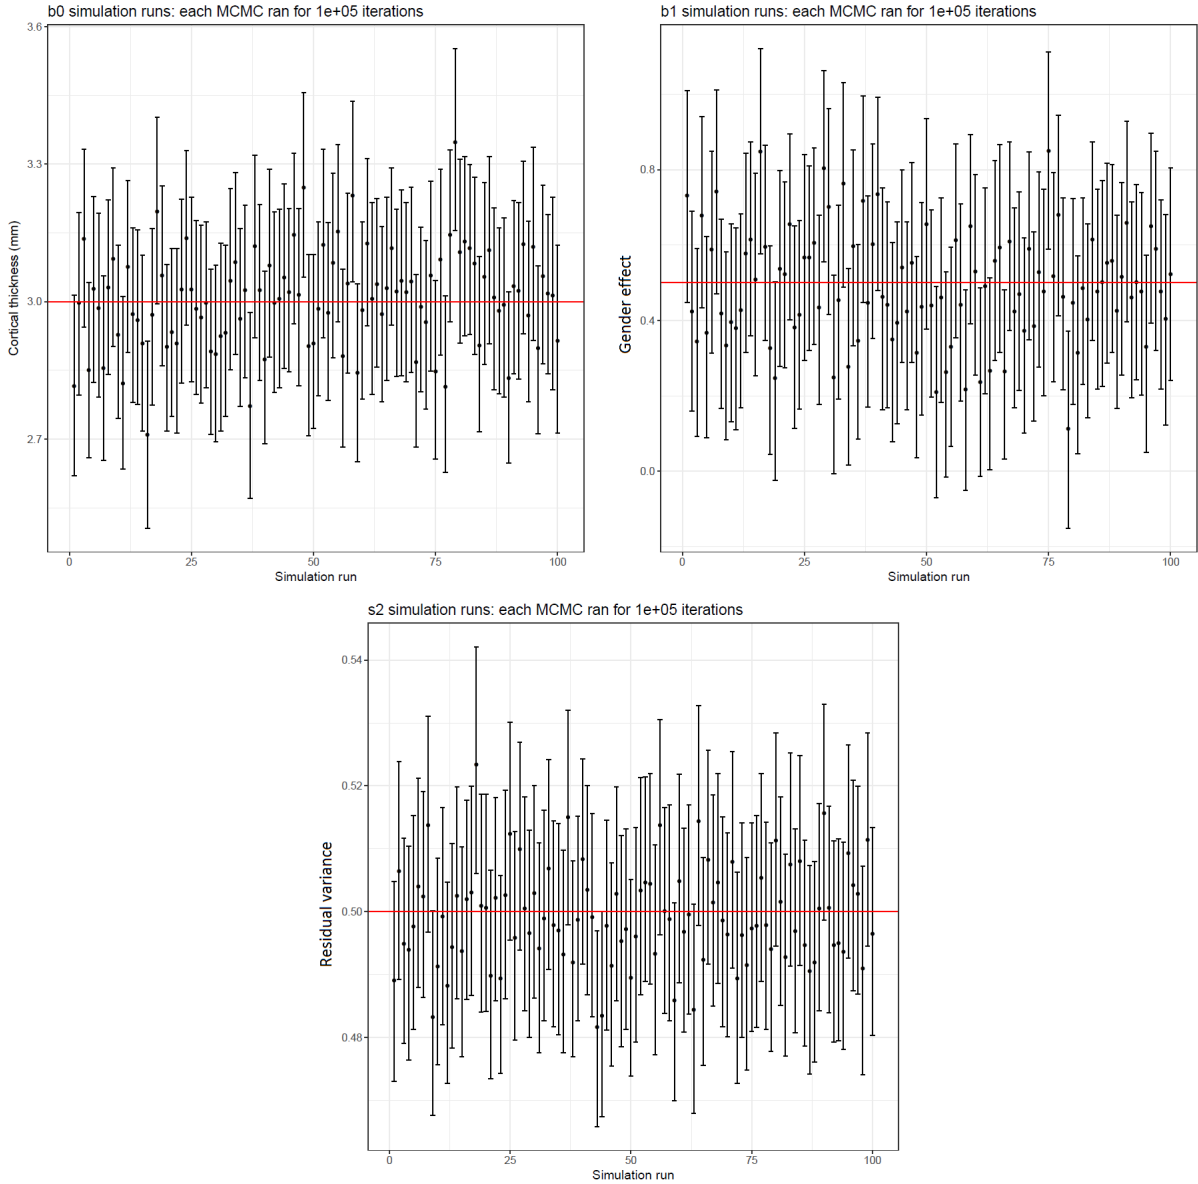 b0 simulation runs: each MCMC ran for 1e+05 iterations
3.6
3.3
3.0
2.7
Cortical thickness (mm)
0 25 50 75 100
Simulation run
b1 simulation runs: each MCMC ran for 1e+05 iterations
0.8
0.4
0.0
Gender effect
0 25 50 75 100
Simulation run
s2 simulation runs: each MCMC ran for 1e+05 iterations
0.54
0.52
0.50
0.48
Residual variance
0 25 50 75 100
Simulation run